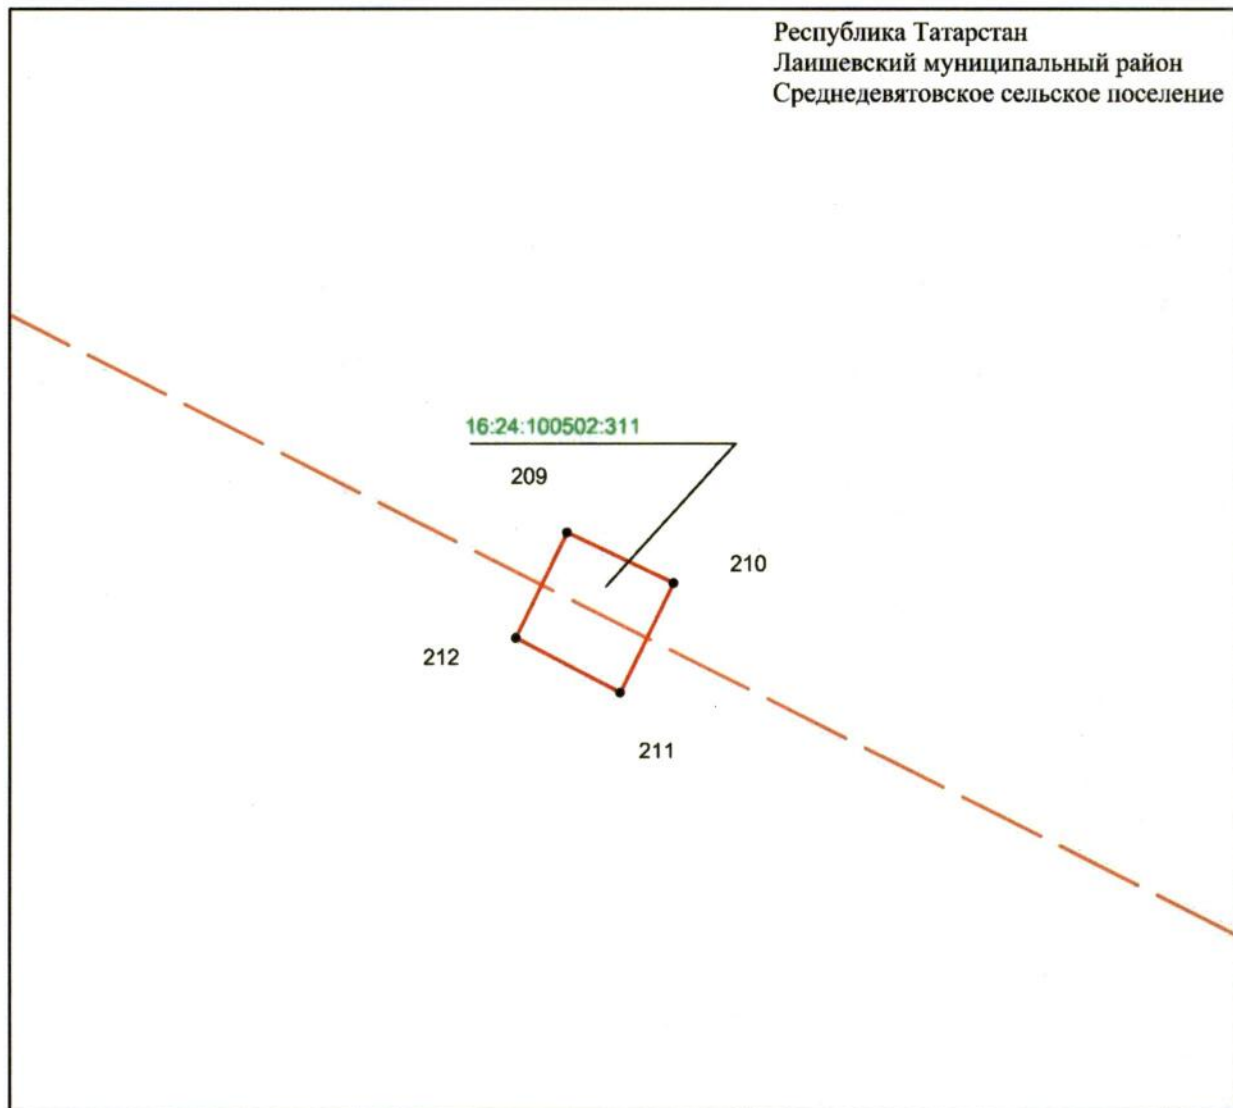 Республика Татарстан
Лаишевский муниципальный район
Среднедевятовское сельское поселение
16:24:100502:311
209
210
212
211